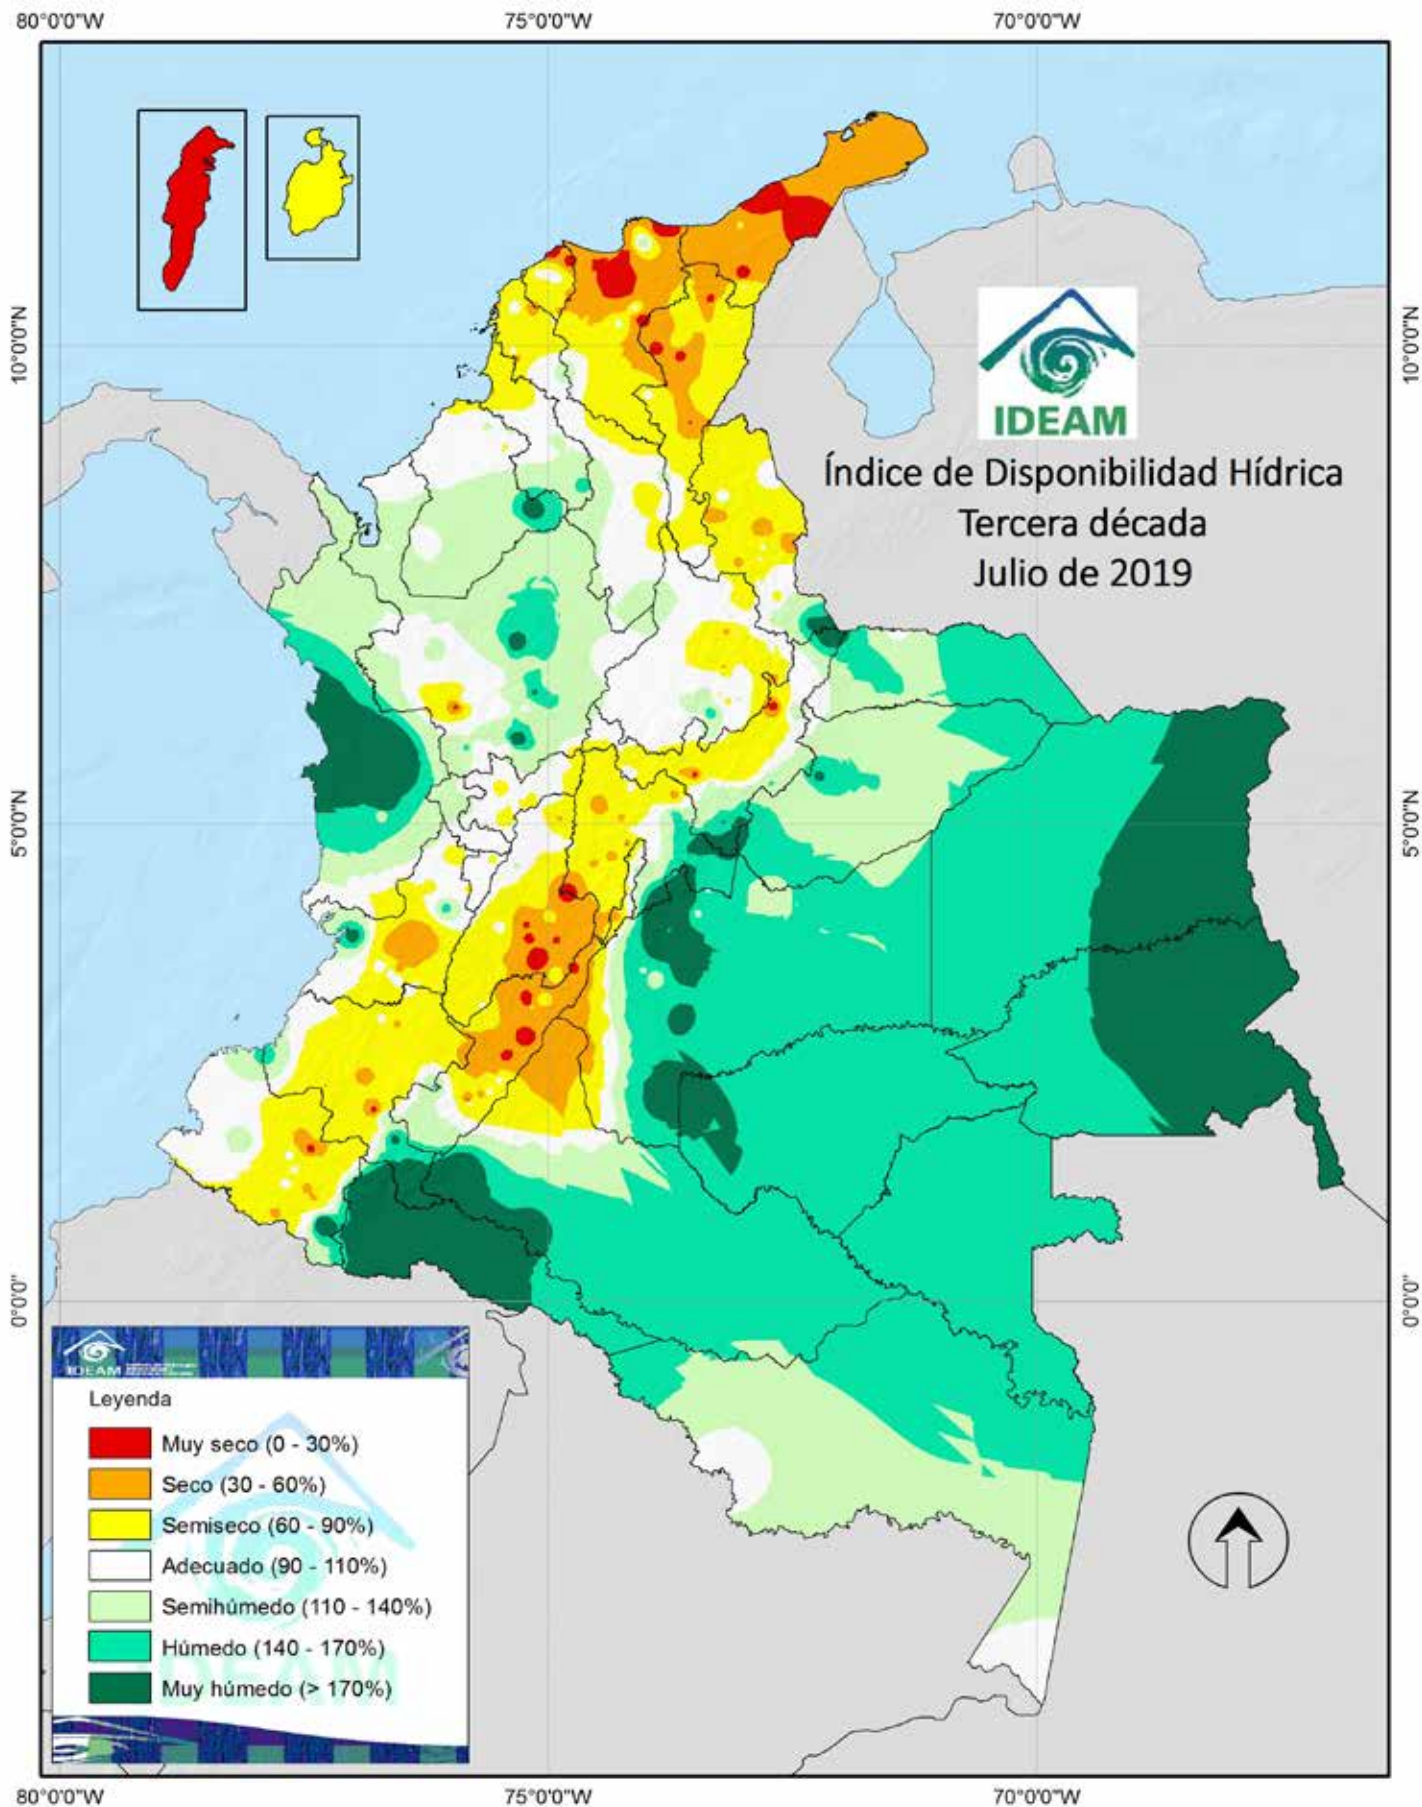 80°0'0"W
75°0'0"W
70°0'0"W
10°0'0"N
10°0'0"N
IDEAM
Índice de Disponibilidad Hídrica
Tercera década
Julio de 2019
5°0'0"N
5°0'0"N
0°0'0"
0°0'0"
IDEAM
Leyenda
Muy seco (0 - 30%)
Seco (30 - 60%)
Semiseco (60 - 90%)
Adecuado (90 - 110%)
Semihúmedo (110 - 140%)
Húmedo (140 - 170%)
Muy húmedo (> 170%)
IDEAM
80°0'0"W
75°0'0"W
70°0'0"W